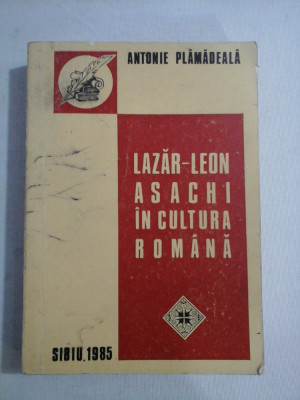 ANTONIE PLĂMĂDEALĂ
LAZĂR-LEON
ASACHI
ÎN CULTURA
ROMÂNĂ
SIBIU, 1985